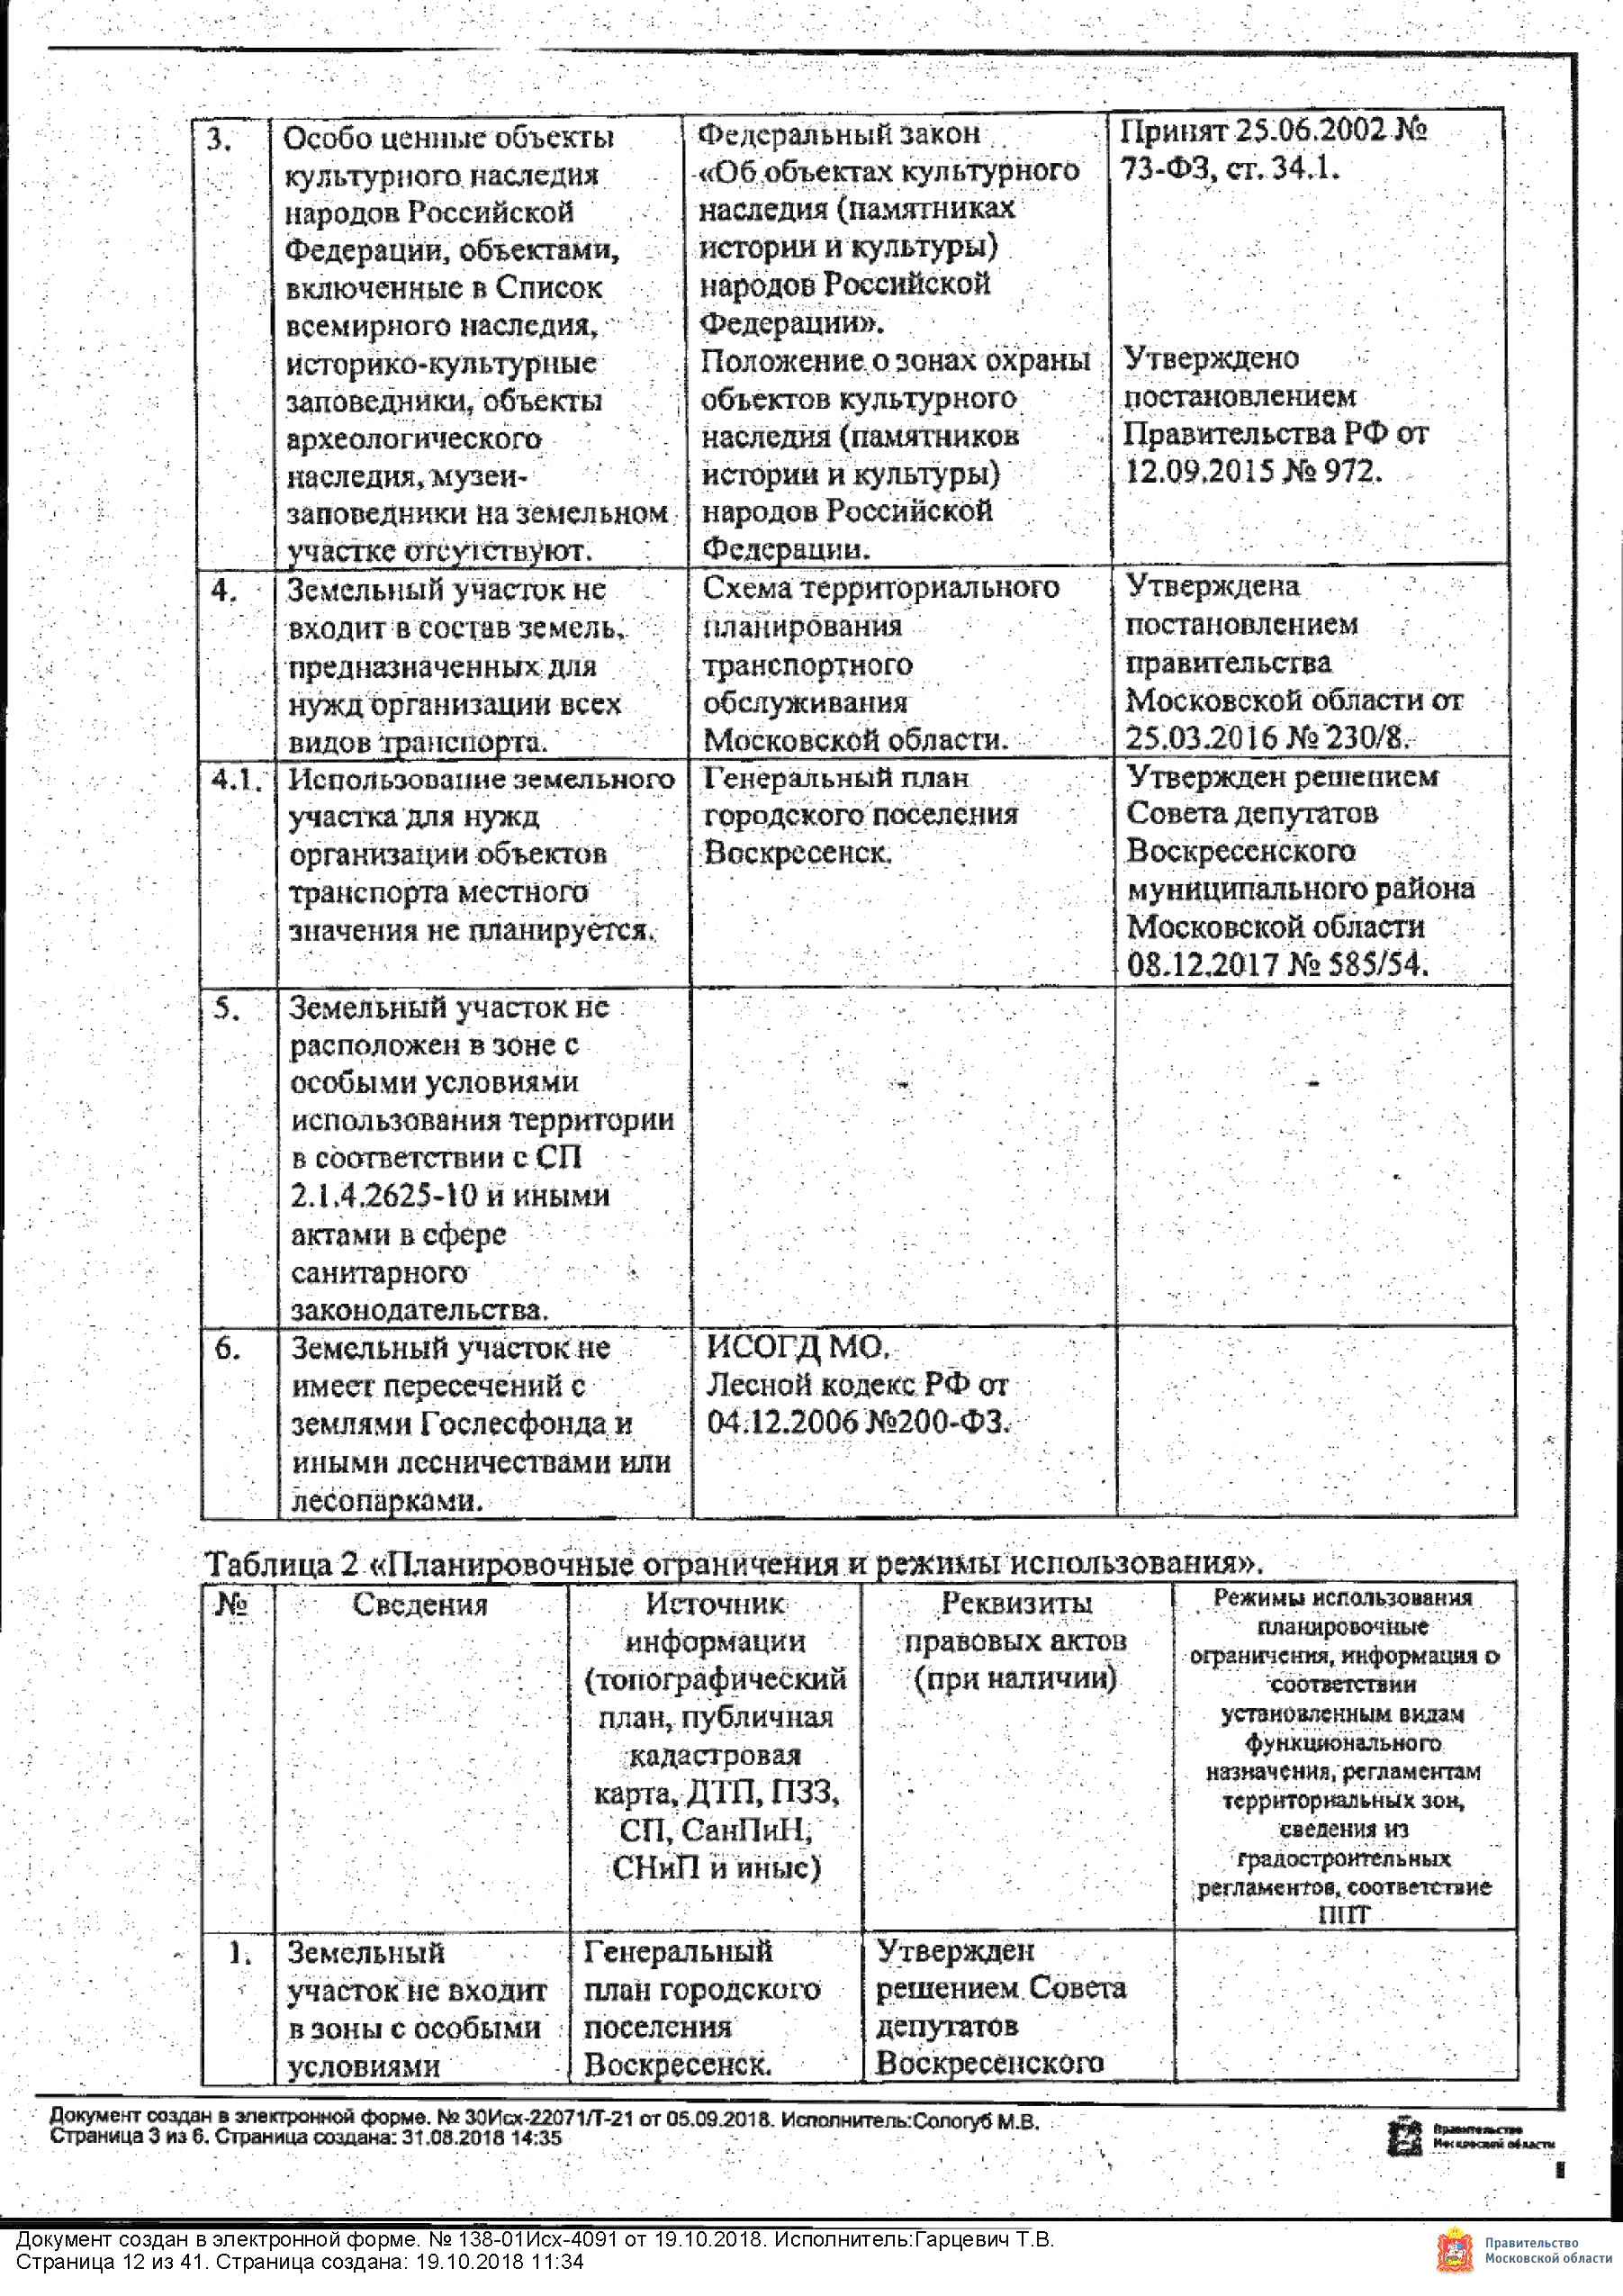 3.
Особо ценные объекты
культурного наследия
народов Российской
Федерации, объектами,
включенные в Список
всемирного наследия,
историко-культурные
заповедники, объекты
археологического
наследия, музеи-
заповедники на земельном
участке отсутствуют.
Федеральный закон
«Об объектах культурного
наследия (памятниках
истории и культуры)
народов Российской
Федерации».
Положение о зонах охраны
объектов культурного
наследия (памятников
истории и культуры)
народов Российской
Федерации.
Принят 25.06.2002 №
73-ФЗ, ст. 34.1.
Утверждено
постановлением
Правительства РФ от
12.09.2015 № 972.
4.
Земельный участок не
входит в состав земель,
предназначенных для
нужд организации всех
видов транспорта.
Схема территориального
планирования
транспортного
обслуживания
Московской области.
Утверждена
постановлением
правительства
Московской области от
25.03.2016 № 230/8.
4.1.
Использование земельного
участка для нужд
организации объектов
транспорта местного
значения не планируется.
Генеральный план
городского поселения
Воскресенск.
Утвержден решением
Совета депутатов
Воскресенского
муниципального района
Московской области
08.12.2017 № 585/54.
5.
Земельный участок не
расположен в зоне с
особыми условиями
использования территории
в соответствии с СП
2.1.4.2625-10 и иными
актами в сфере
санитарного
законодательства.
-
-
6.
Земельный участок не
имеет пересечений с
землями Гослесфонда и
иными лесничествами или
лесопарками.
ИСОГД МО.
Лесной кодекс РФ от
04.12.2006 №200-ФЗ.
Таблица 2 «Планировочные ограничения и режимы использования».
№
Сведения
Источник
информации
(топографический
план, публичная
кадастровая
карта, ДТП, ПЗЗ,
СП, СанПиН,
СНиП и иные)
Реквизиты
правовых актов
(при наличии)
Режимы использования
планировочные
ограничения, информация о
соответствии
установленным видам
функционального
назначения, регламентам
территориальных зон,
сведения из
градостроительных
регламентов, соответствие
ППТ
1.
Земельный
участок не входит
в зоны с особыми
условиями
Генеральный
план городского
поселения
Воскресенск.
Утвержден
решением Совета
депутатов
Воскресенского
Документ создан в электронной форме. № 30Исх-22071/Т-21 от 05.09.2018. Исполнитель:Сологуб М.В.
Страница 3 из 6. Страница создана: 31.08.2018 14:35
Правительство
Московской области
Документ создан в электронной форме. № 138-01Исх-4091 от 19.10.2018. Исполнитель:Гарцевич Т.В.
Страница 12 из 41. Страница создана: 19.10.2018 11:34
Правительство
Московской области